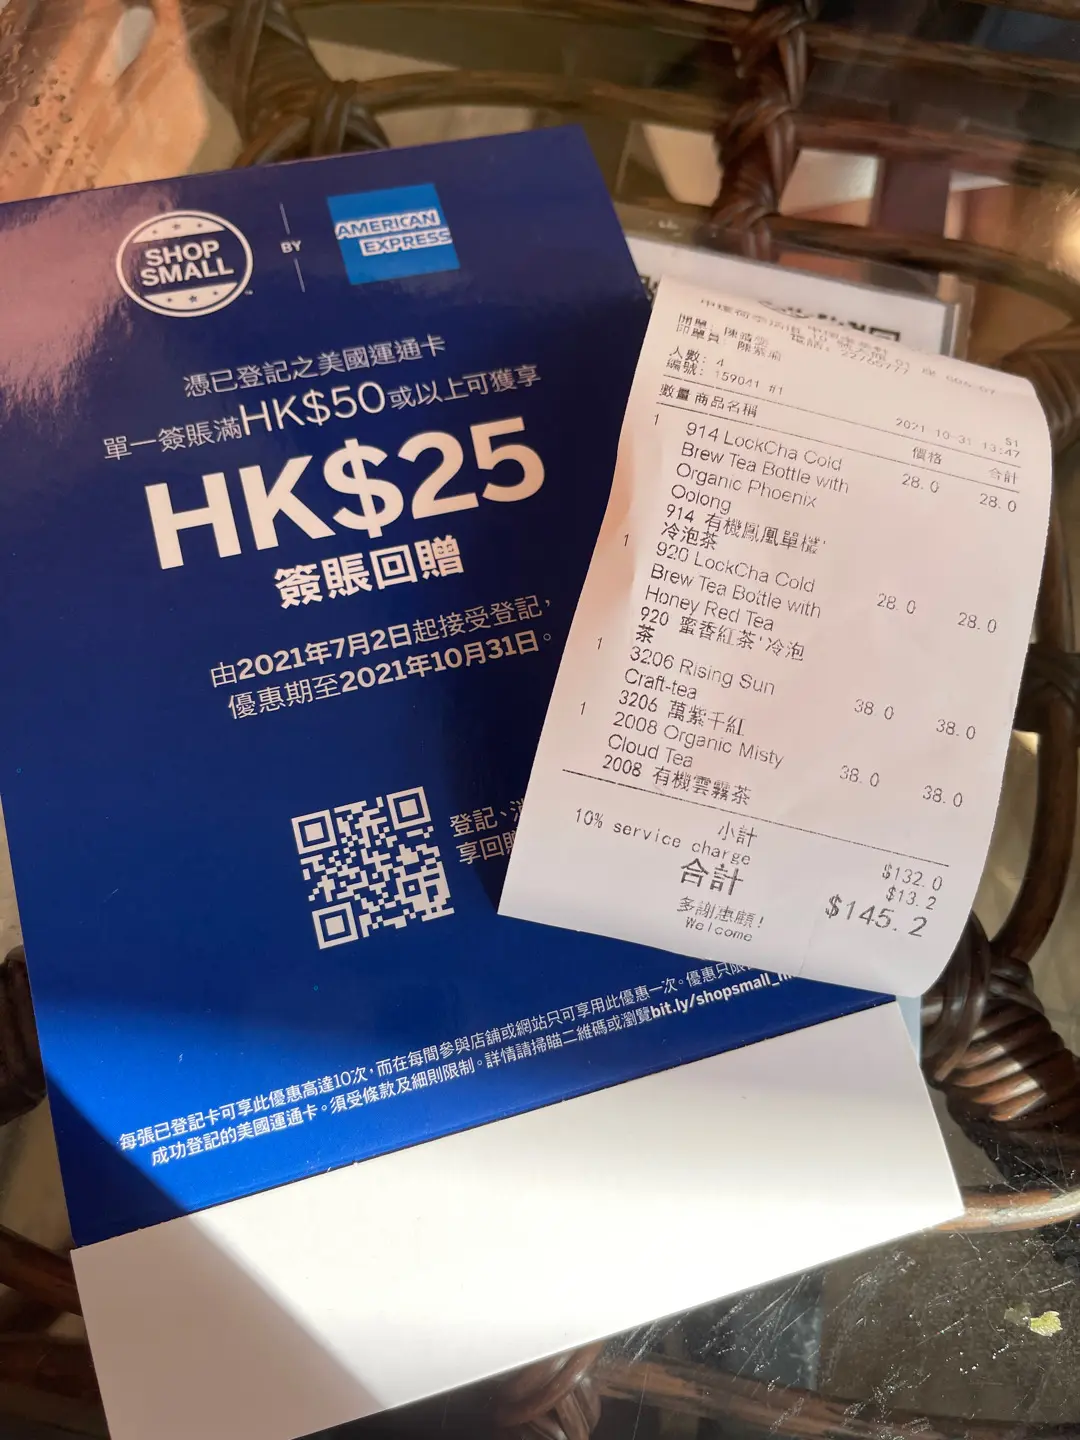 SHOP
SMALL
BY
AMERICAN
EXPRESS
憑已登記之美國運通卡
單一簽賬滿HK$50或以上可獲享
HK$25
簽賬回贈
由2021年7月2日起接受登記，
優惠期至2021年10月31日。
登記、
享回
每張已登記卡可享此優惠高達10次，而在每間參與店舖或網站只可享用此優惠一次。優惠只限
成功登記的美國運通卡。須受條款及細則限制。詳情請掃瞄二維碼或瀏覽bit.ly/shopsmall_
人數: 4
編號: 159041 #1
S1
2021-10-31 13:47
數量 商品名稱 價格 合計
1 914 LockCha Cold 28.0 28.0
Brew Tea Bottle with
Organic Phoenix
Oolong
914 有機鳳凰單欉'
冷泡茶
1 920 LockCha Cold 28.0 28.0
Brew Tea Bottle with
Honey Red Tea
920 蜜香紅茶'冷泡
茶
1 3206 Rising Sun 38.0 38.0
Craft-tea
3206 萬紫千紅
1 2008 Organic Misty 38.0 38.0
Cloud Tea
2008 有機雲霧茶
小計 $132.0
10% service charge $13.2
合計 $145.2
多謝惠顧!
Welcome